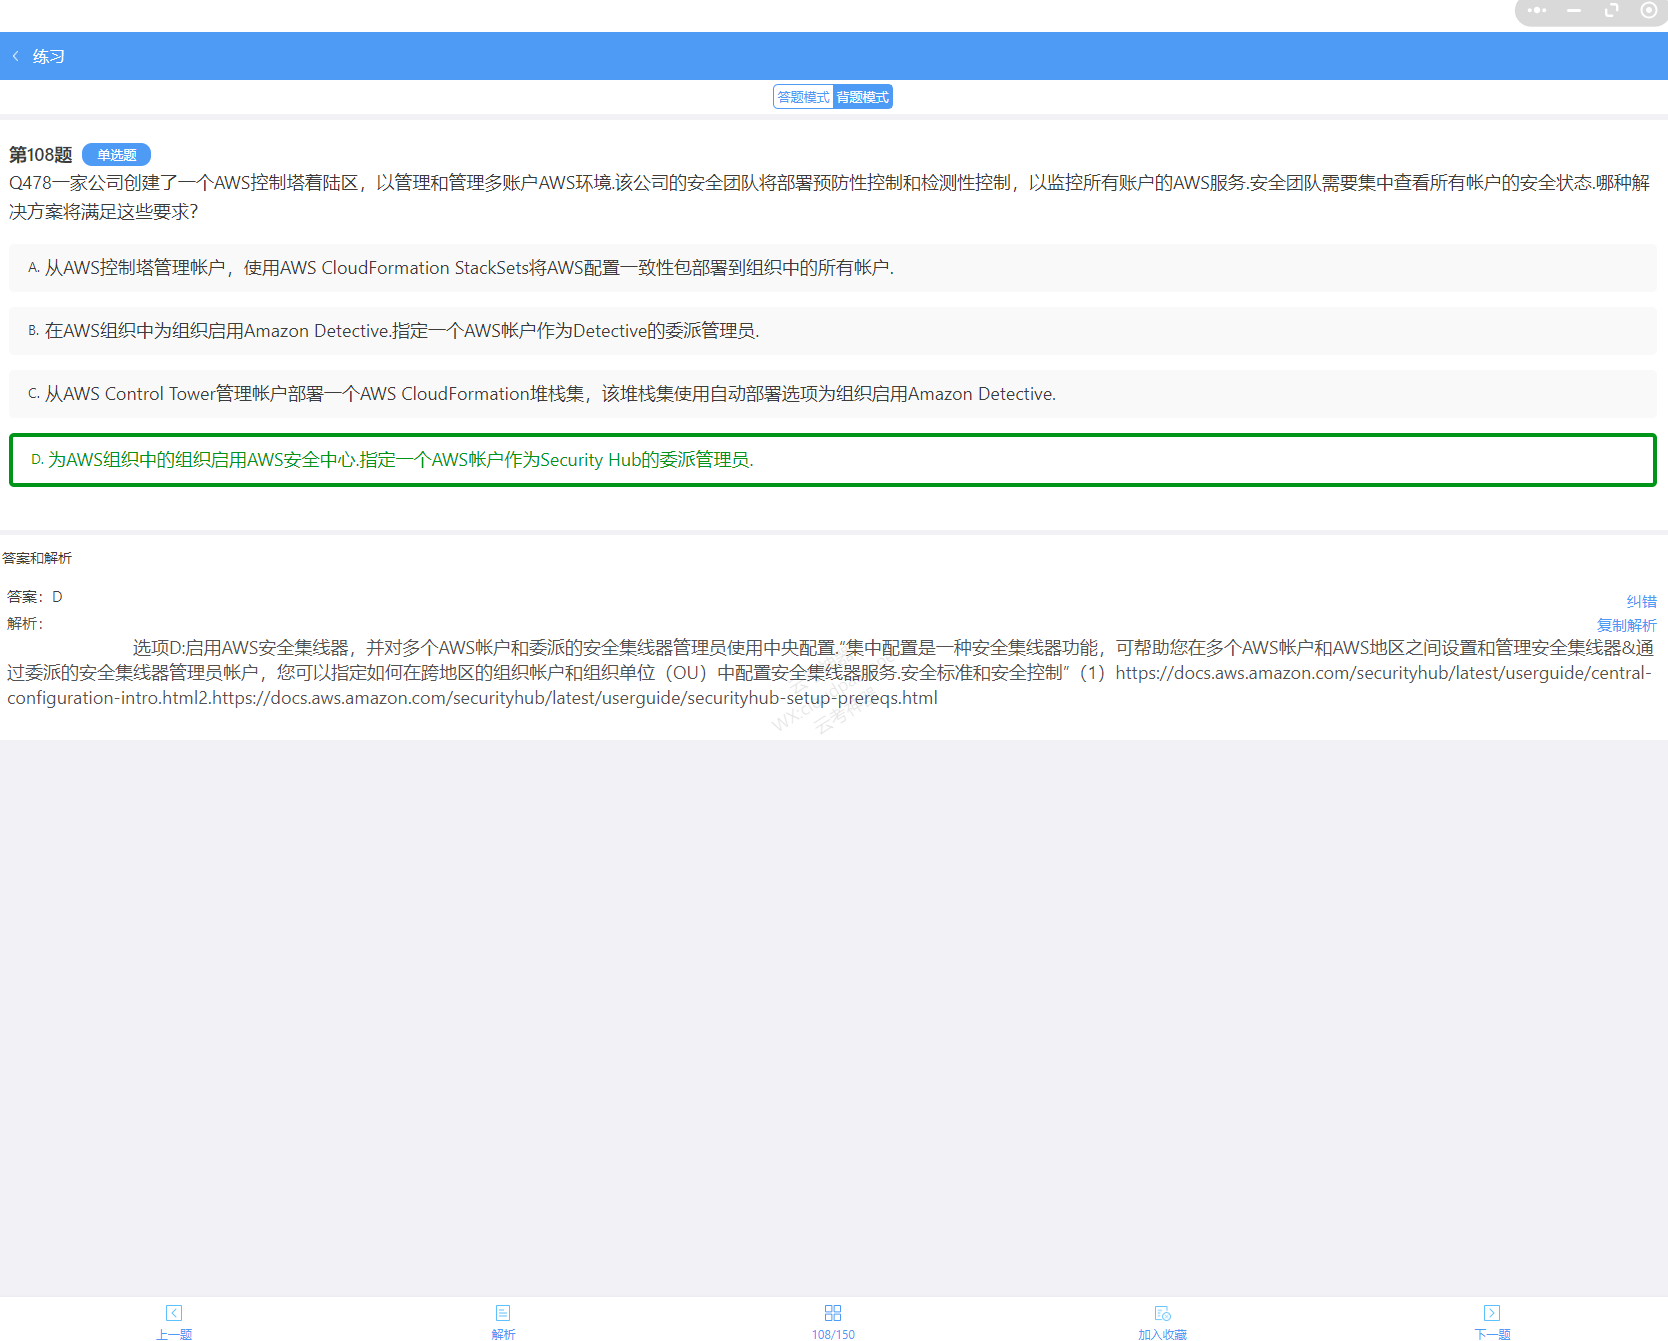 练习
答题模式 背题模式
第108题 单选题
Q478一家公司创建了一个AWS控制塔着陆区，以管理和管理多账户AWS环境.该公司的安全团队将部署预防性控制和检测性控制，以监控所有账户的AWS服务.安全团队需要集中查看所有帐户的安全状态.哪种解
决方案将满足这些要求?
A. 从AWS控制塔管理帐户，使用AWS CloudFormation StackSets将AWS配置一致性包部署到组织中的所有帐户.
B. 在AWS组织中为组织启用Amazon Detective.指定一个AWS帐户作为Detective的委派管理员.
C. 从AWS Control Tower管理帐户部署一个AWS CloudFormation堆栈集，该堆栈集使用自动部署选项为组织启用Amazon Detective.
D. 为AWS组织中的组织启用AWS安全中心.指定一个AWS帐户作为Security Hub的委派管理员.
答案和解析
答案：D
纠错
解析：
复制解析
选项D:启用AWS安全集线器，并对多个AWS帐户和委派的安全集线器管理员使用中央配置.“集中配置是一种安全集线器功能，可帮助您在多个AWS帐户和AWS地区之间设置和管理安全集线器&通
过委派的安全集线器管理员帐户，您可以指定如何在跨地区的组织帐户和组织单位（OU）中配置安全集线器服务.安全标准和安全控制”（1）https://docs.aws.amazon.com/securityhub/latest/userguide/central-
configuration-intro.html2.https://docs.aws.amazon.com/securityhub/latest/userguide/securityhub-setup-prereqs.html
上一题 解析 108/150 加入收藏 下一题